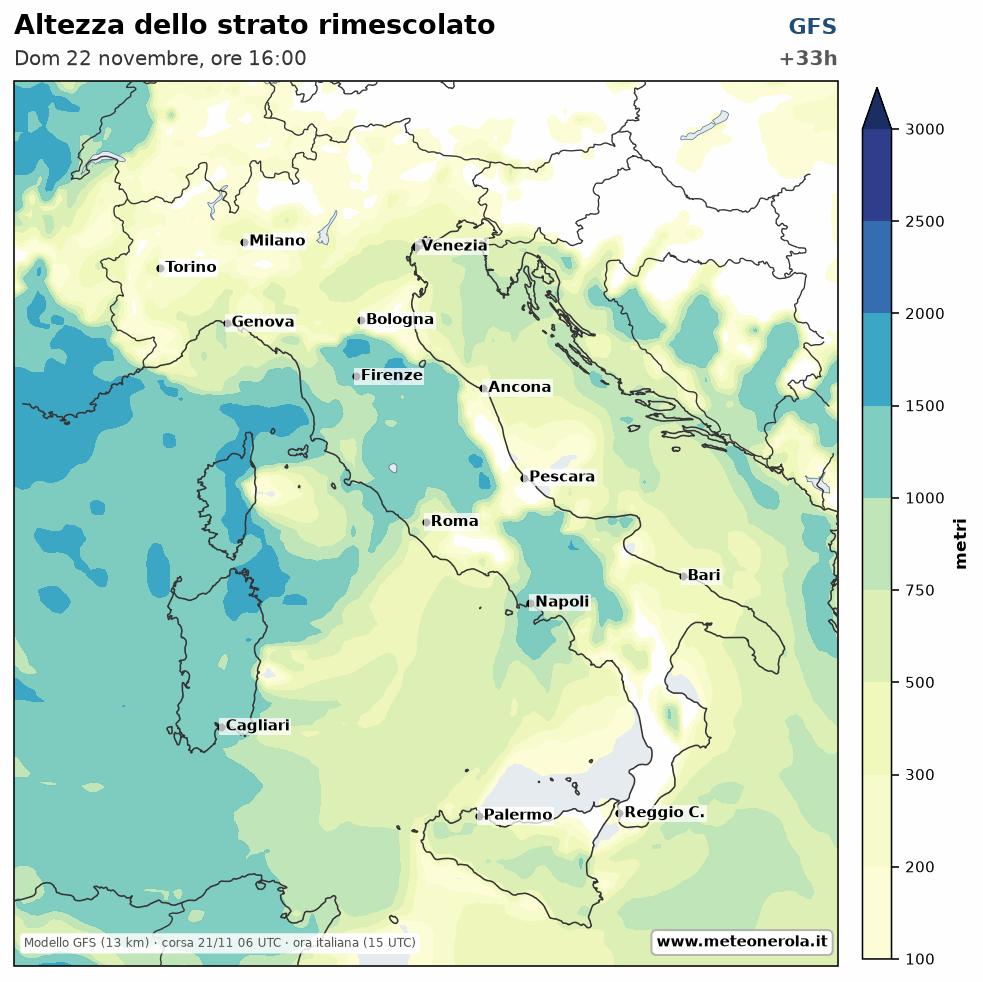 Altezza dello strato rimescolato
GFS
Dom 22 novembre, ore 16:00
+33h
Milano
Venezia
Torino
Genova
Bologna
Firenze
Ancona
Pescara
Roma
Bari
Napoli
Cagliari
Palermo
Reggio C.
3000
2500
2000
1500
1000
750
500
300
200
100
metri
Modello GFS (13 km) · corsa 21/11 06 UTC · ora italiana (15 UTC)
www.meteonerola.it